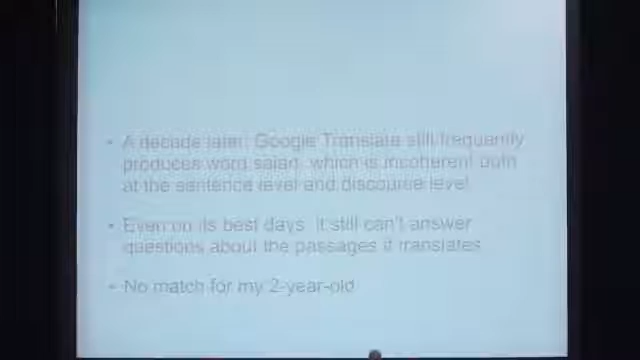 • A decade later, Google Translate still frequently
produces word salad, which is incoherent both
at the sentence level and discourse level.
• Even on its best days, it still can't answer
questions about the passages it translates.
• No match for my 2-year-old